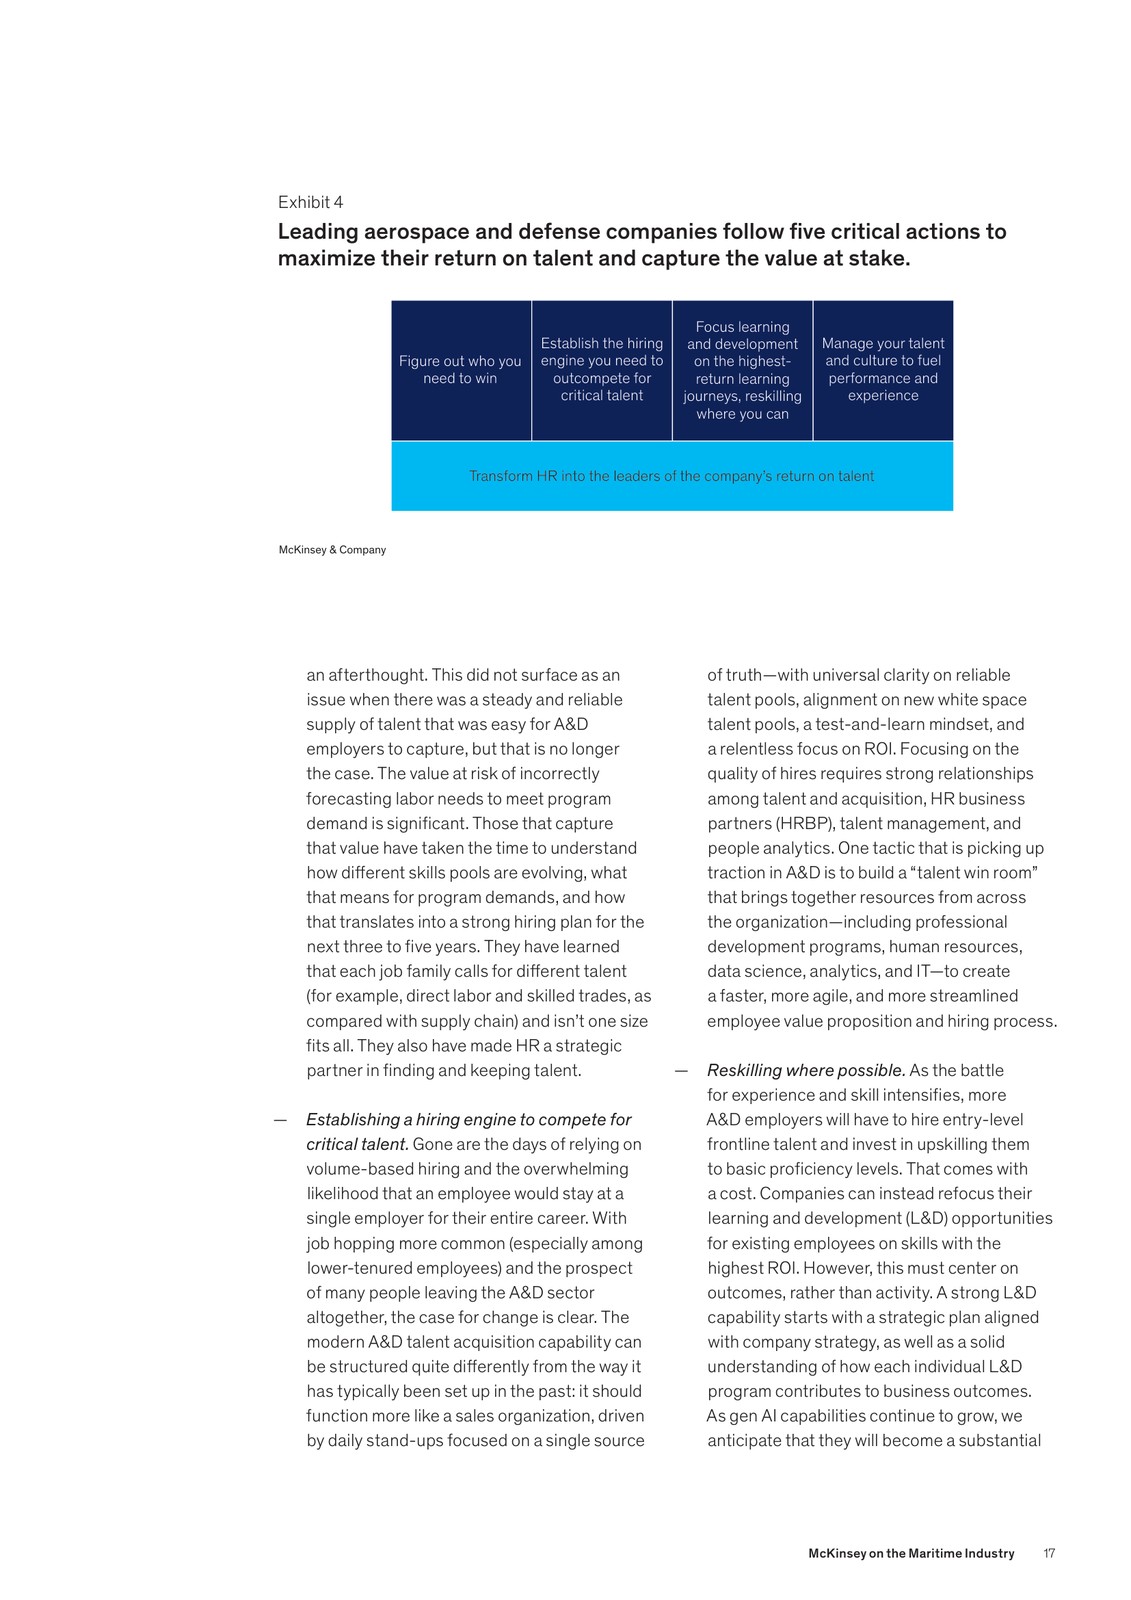 Exhibit 4
Leading aerospace and defense companies follow five critical actions to
maximize their return on talent and capture the value at stake.
Figure out who you
need to win
Establish the hiring
engine you need to
outcompete for
critical talent
Focus learning
and development
on the highest-
return learning
journeys, reskilling
where you can
Manage your talent
and culture to fuel
performance and
experience
Transform HR into the leaders of the company’s return on talent
McKinsey & Company
an afterthought. This did not surface as an
issue when there was a steady and reliable
supply of talent that was easy for A&D
employers to capture, but that is no longer
the case. The value at risk of incorrectly
forecasting labor needs to meet program
demand is significant. Those that capture
that value have taken the time to understand
how different skills pools are evolving, what
that means for program demands, and how
that translates into a strong hiring plan for the
next three to five years. They have learned
that each job family calls for different talent
(for example, direct labor and skilled trades, as
compared with supply chain) and isn’t one size
fits all. They also have made HR a strategic
partner in finding and keeping talent.
— Establishing a hiring engine to compete for
critical talent. Gone are the days of relying on
volume-based hiring and the overwhelming
likelihood that an employee would stay at a
single employer for their entire career. With
job hopping more common (especially among
lower-tenured employees) and the prospect
of many people leaving the A&D sector
altogether, the case for change is clear. The
modern A&D talent acquisition capability can
be structured quite differently from the way it
has typically been set up in the past: it should
function more like a sales organization, driven
by daily stand-ups focused on a single source
of truth—with universal clarity on reliable
talent pools, alignment on new white space
talent pools, a test-and-learn mindset, and
a relentless focus on ROI. Focusing on the
quality of hires requires strong relationships
among talent and acquisition, HR business
partners (HRBP), talent management, and
people analytics. One tactic that is picking up
traction in A&D is to build a “talent win room”
that brings together resources from across
the organization—including professional
development programs, human resources,
data science, analytics, and IT—to create
a faster, more agile, and more streamlined
employee value proposition and hiring process.
— Reskilling where possible. As the battle
for experience and skill intensifies, more
A&D employers will have to hire entry-level
frontline talent and invest in upskilling them
to basic proficiency levels. That comes with
a cost. Companies can instead refocus their
learning and development (L&D) opportunities
for existing employees on skills with the
highest ROI. However, this must center on
outcomes, rather than activity. A strong L&D
capability starts with a strategic plan aligned
with company strategy, as well as a solid
understanding of how each individual L&D
program contributes to business outcomes.
As gen AI capabilities continue to grow, we
anticipate that they will become a substantial
McKinsey on the Maritime Industry 17